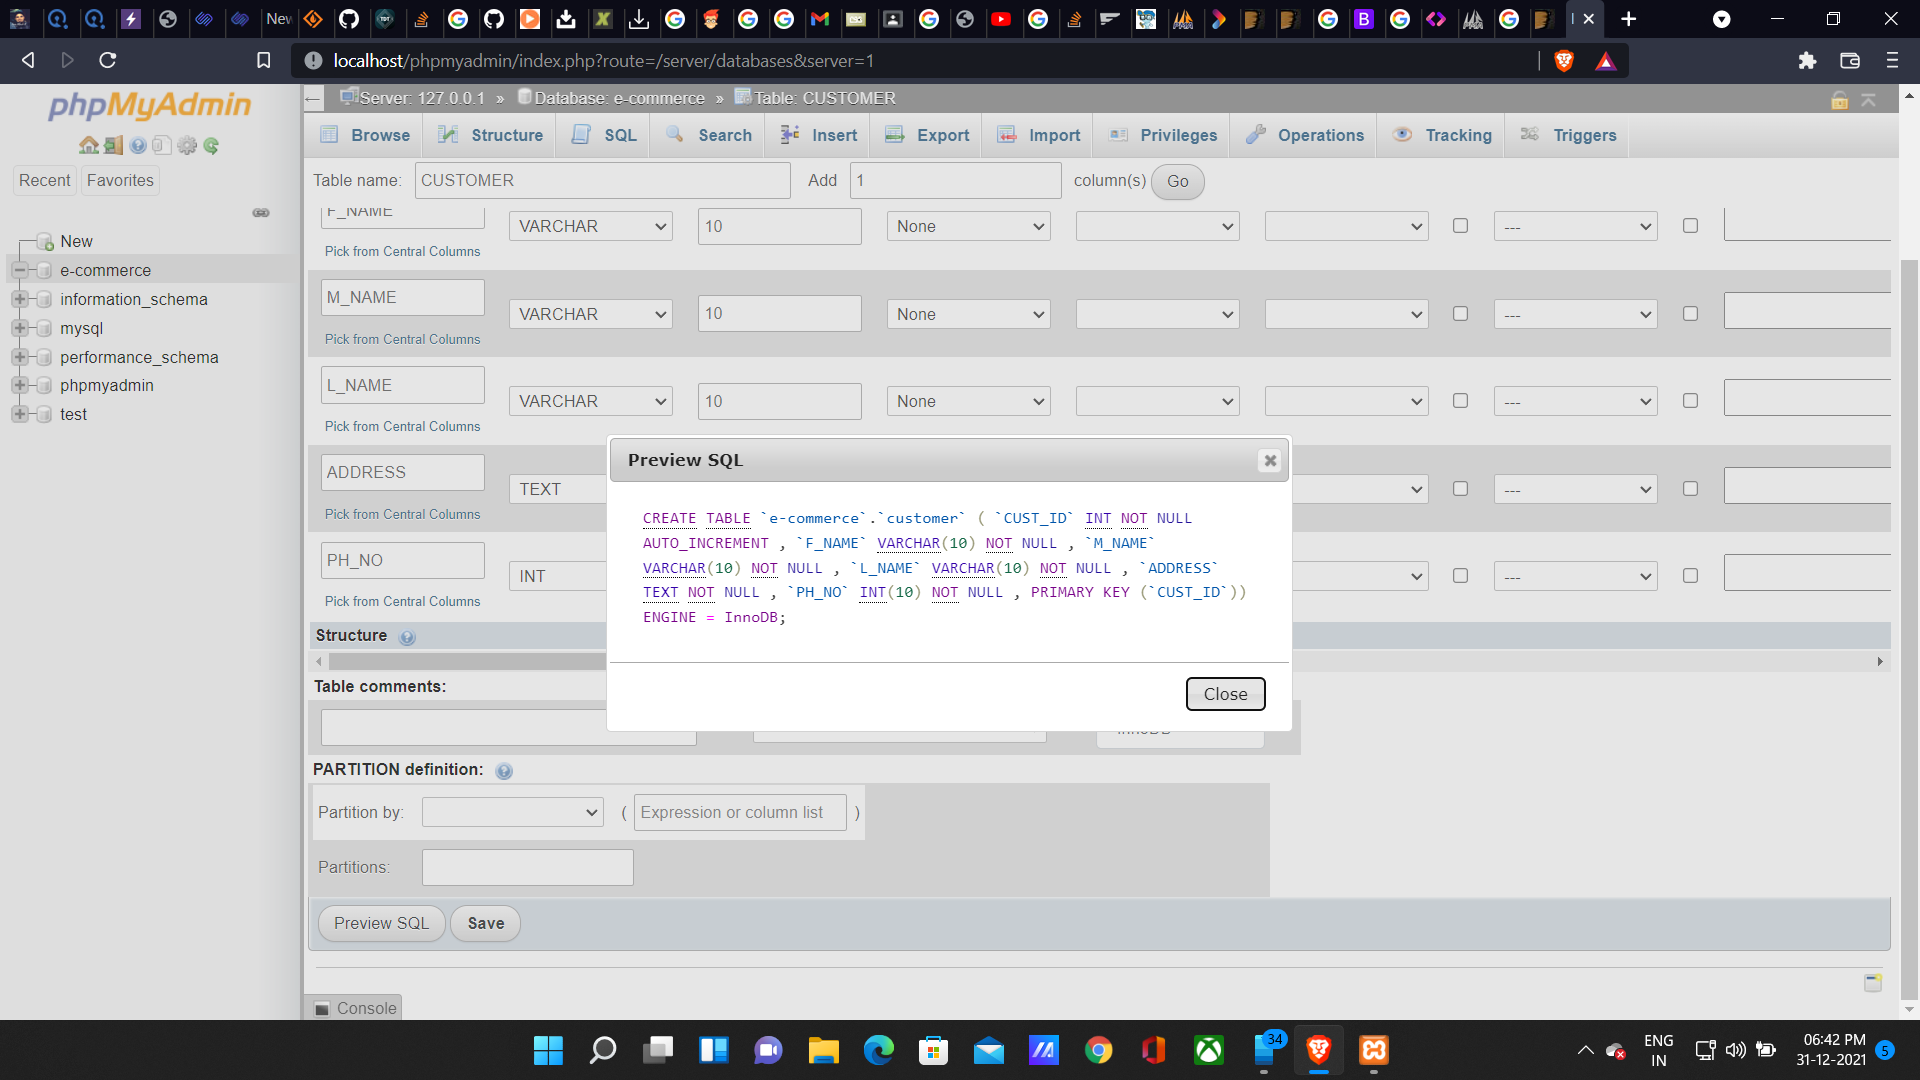 New
localhost/phpmyadmin/index.php?route=/server/databases&server=1
phpMyAdmin
Recent
Favorites
New
e-commerce
information_schema
mysql
performance_schema
phpmyadmin
test
Server: 127.0.0.1 » Database: e-commerce » Table: CUSTOMER
Browse Structure SQL Search Insert Export Import Privileges Operations Tracking Triggers
Table name: CUSTOMER Add 1 column(s) Go
F_NAME VARCHAR 10 None ---
Pick from Central Columns
M_NAME VARCHAR 10 None ---
Pick from Central Columns
L_NAME VARCHAR 10 None ---
Pick from Central Columns
ADDRESS TEXT ---
Pick from Central Columns
PH_NO INT ---
Pick from Central Columns
Preview SQL
CREATE TABLE `e-commerce`.`customer` ( `CUST_ID` INT NOT NULL
AUTO_INCREMENT , `F_NAME` VARCHAR(10) NOT NULL , `M_NAME`
VARCHAR(10) NOT NULL , `L_NAME` VARCHAR(10) NOT NULL , `ADDRESS`
TEXT NOT NULL , `PH_NO` INT(10) NOT NULL , PRIMARY KEY (`CUST_ID`))
ENGINE = InnoDB;
Close
Structure
Table comments:
InnoDB
PARTITION definition:
Partition by: ( Expression or column list )
Partitions:
Preview SQL Save
Console
34
ENG
IN
06:42 PM
31-12-2021
5